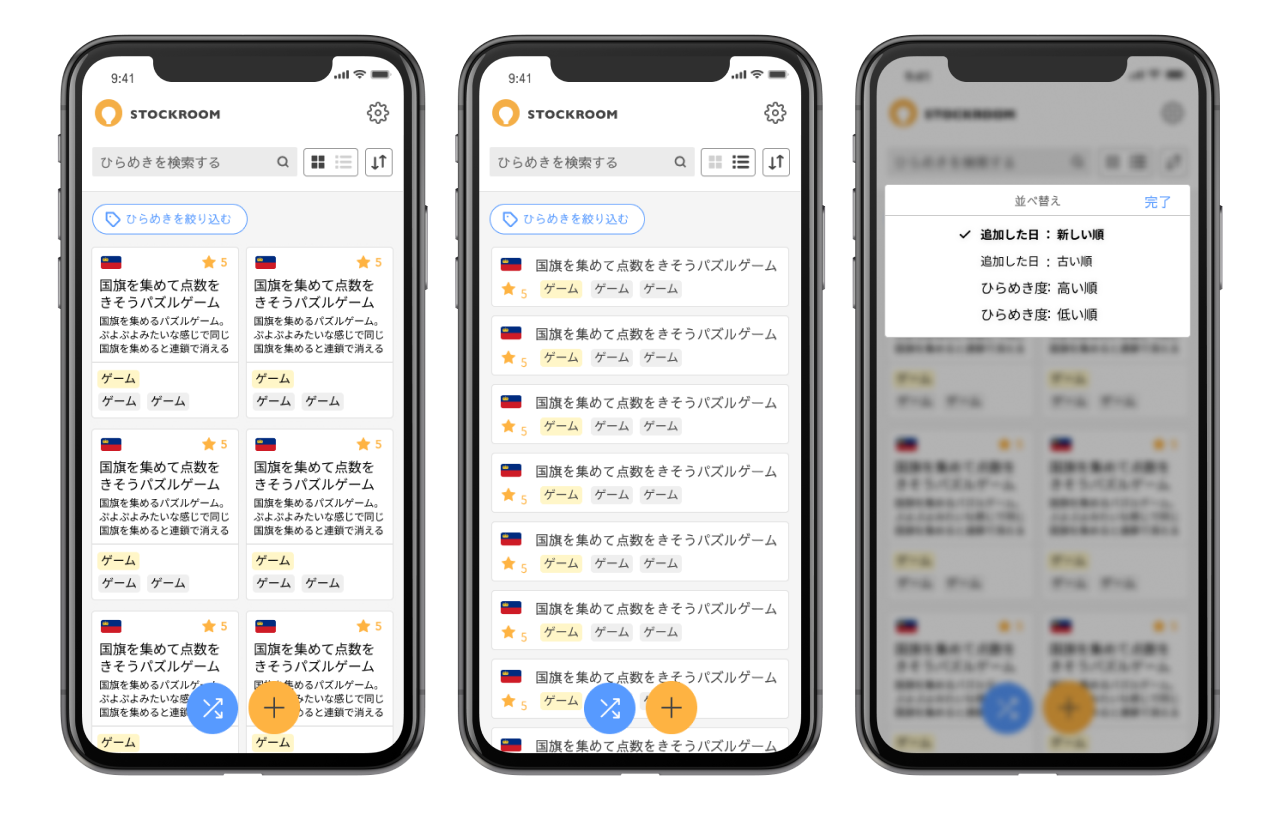 9:41
STOCKROOM
ひらめきを検索する
ひらめきを絞り込む
5
国旗を集めて点数を
きそうパズルゲーム
国旗を集めるパズルゲーム。
ぷよぷよみたいな感じで同じ
国旗を集めると連鎖で消える
ゲーム
ゲーム ゲーム
5
国旗を集めて点数を
きそうパズルゲーム
国旗を集めるパズルゲーム。
ぷよぷよみたいな感じで同じ
国旗を集めると連鎖で消える
ゲーム
ゲーム ゲーム
5
国旗を集めて点数を
きそうパズルゲーム
国旗を集めるパズルゲーム。
ぷよぷよみたいな感じで同じ
国旗を集めると連鎖で消える
ゲーム
ゲーム ゲーム
5
国旗を集めて点数を
きそうパズルゲーム
国旗を集めるパズルゲーム。
ぷよぷよみたいな感じで同じ
国旗を集めると連鎖で消える
ゲーム
ゲーム ゲーム
5
国旗を集めて点数を
きそうパズルゲーム
国旗を集めるパズルゲ
ぷよぷよみたいな感
国旗を集めると連鎖
ゲーム
5
国旗を集めて点数を
きそうパズルゲーム
集めるパズルゲーム。
みたいな感じで同じ
めると連鎖で消える
ゲーム
9:41
STOCKROOM
ひらめきを検索する
ひらめきを絞り込む
国旗を集めて点数をきそうパズルゲーム
5 ゲーム ゲーム ゲーム
国旗を集めて点数をきそうパズルゲーム
5 ゲーム ゲーム ゲーム
国旗を集めて点数をきそうパズルゲーム
5 ゲーム ゲーム ゲーム
国旗を集めて点数をきそうパズルゲーム
5 ゲーム ゲーム ゲーム
国旗を集めて点数をきそうパズルゲーム
5 ゲーム ゲーム ゲーム
国旗を集めて点数をきそうパズルゲーム
5 ゲーム ゲーム ゲーム
国旗を集めて点数をきそうパズルゲーム
5 ゲーム
国旗を集めて点数をきそうパズルゲーム
並べ替え 完了
追加した日 : 新しい順
追加した日 : 古い順
ひらめき度: 高い順
ひらめき度: 低い順